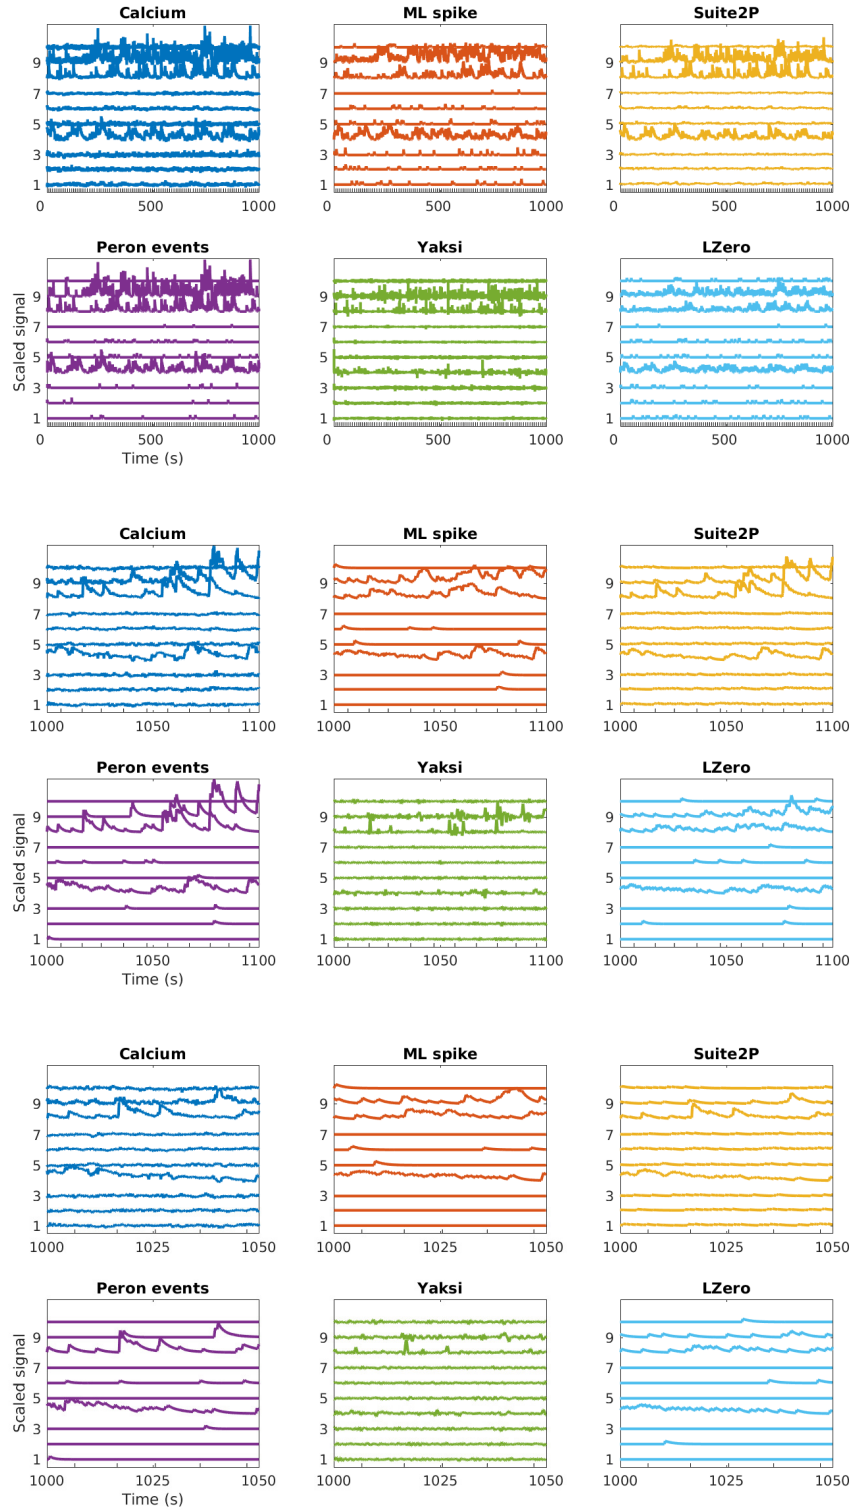 Calcium ML spike Suite2P
9 9 9
7 7 7
5 5 5
3 3 3
1 1 1
0 500 1000 0 500 1000 0 500 1000
Peron events Yaksi LZero
9 9 9
7 7 7
5 5 5
3 3 3
1 1 1
Scaled signal
0 500 1000 0 500 1000 0 500 1000
Time (s)
Calcium ML spike Suite2P
9 9 9
7 7 7
5 5 5
3 3 3
1 1 1
1000 1050 1100 1000 1050 1100 1000 1050 1100
Peron events Yaksi LZero
9 9 9
7 7 7
5 5 5
3 3 3
1 1 1
Scaled signal
1000 1050 1100 1000 1050 1100 1000 1050 1100
Time (s)
Calcium ML spike Suite2P
9 9 9
7 7 7
5 5 5
3 3 3
1 1 1
1000 1025 1050 1000 1025 1050 1000 1025 1050
Peron events Yaksi LZero
9 9 9
7 7 7
5 5 5
3 3 3
1 1 1
Scaled signal
1000 1025 1050 1000 1025 1050 1000 1025 1050
Time (s)